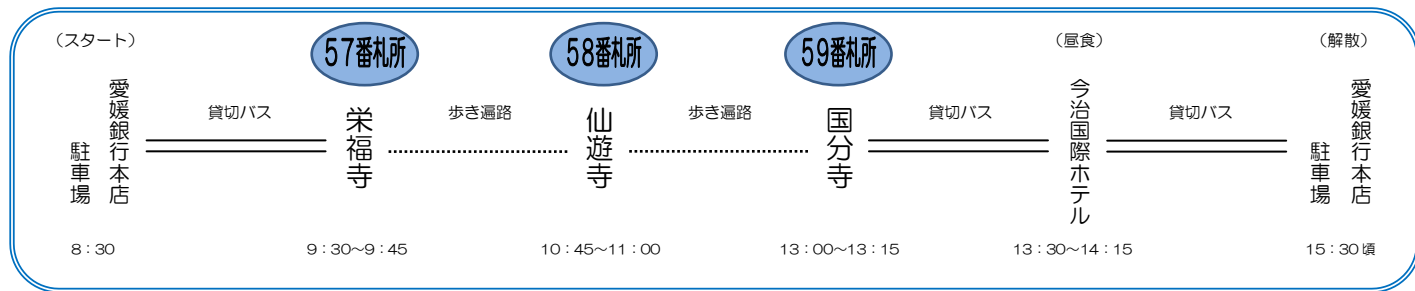 (スタート)
57番札所
58番札所
59番札所
(昼食)
(解散)
愛媛銀行本店
駐車場
貸切バス
栄福寺
歩き遍路
仙遊寺
歩き遍路
国分寺
貸切バス
今治国際ホテル
貸切バス
愛媛銀行本店
駐車場
8:30
9:30~9:45
10:45~11:00
13:00~13:15
13:30~14:15
15:30頃